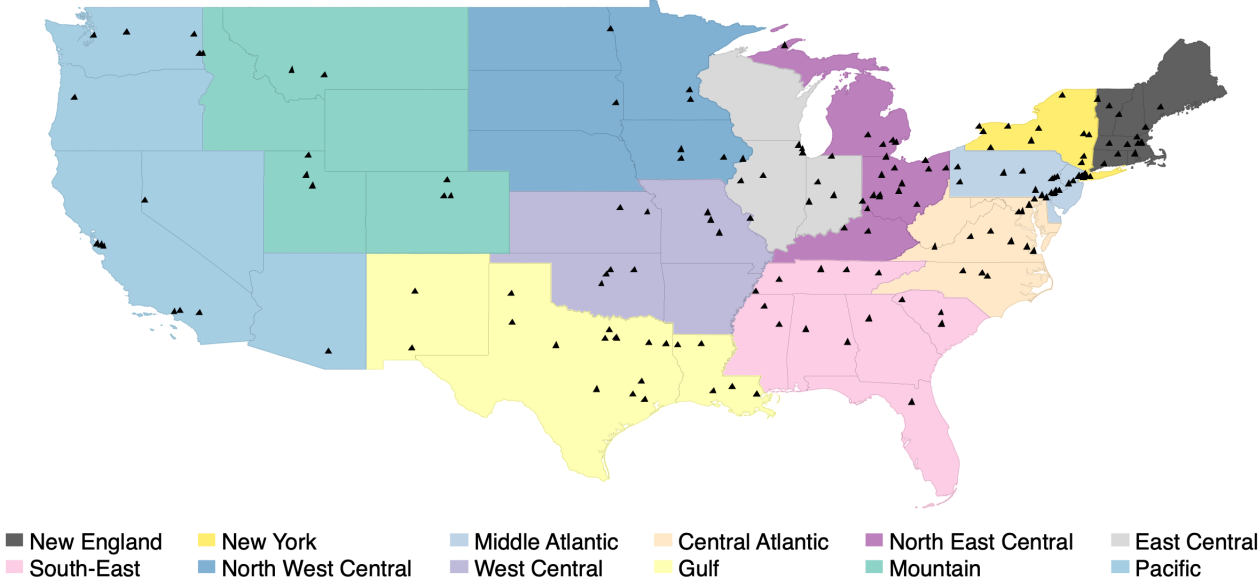 New England New York Middle Atlantic Central Atlantic North East Central East Central
South-East North West Central West Central Gulf Mountain Pacific